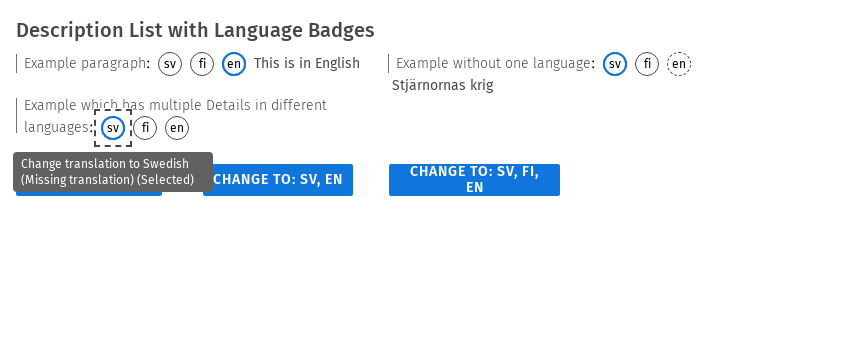 Description List with Language Badges
Example paragraph: sv fi en This is in English
Example without one language: sv fi en
Stjärnornas krig
Example which has multiple Details in different
languages: sv fi en
Change translation to Swedish
(Missing translation) (Selected)
CHANGE TO: SV, EN
CHANGE TO: SV, FI,
EN